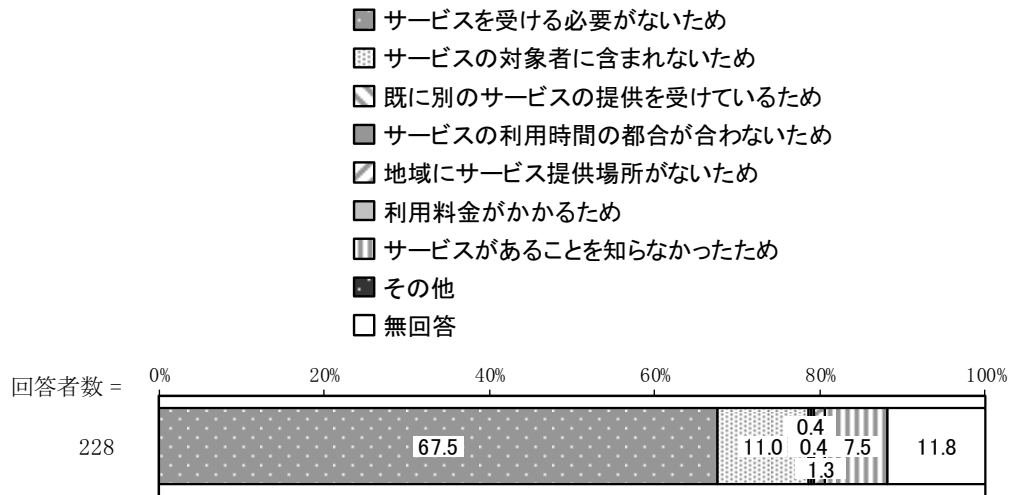 サービスを受ける必要がないため
サービスの対象者に含まれないため
既に別のサービスの提供を受けているため
サービスの利用時間の都合が合わないため
地域にサービス提供場所がないため
利用料金がかかるため
サービスがあることを知らなかったため
その他
無回答
回答者数 = 0% 20% 40% 60% 80% 100%
0.4
228 67.5 11.0 0.4 7.5 11.8
1.3